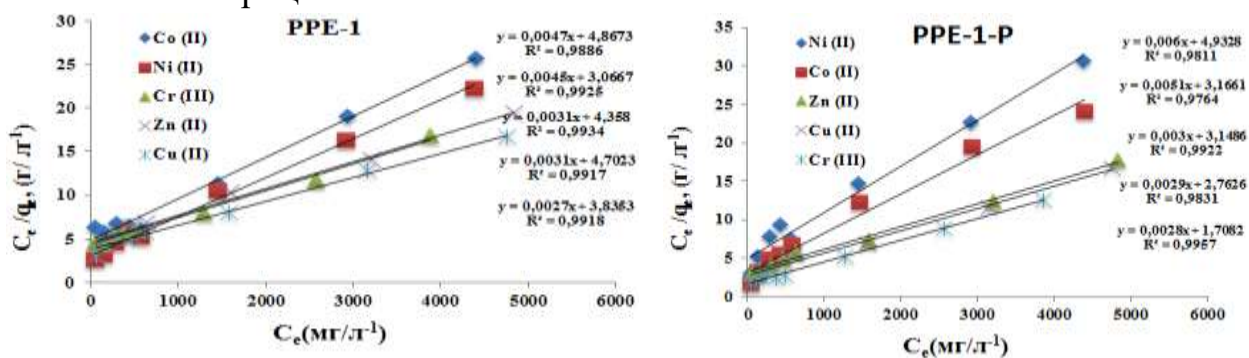 PPE-1
30
25
20
15
10
5
0
Co (II)
Ni (II)
Cr (III)
Zn (II)
Cu (II)
y = 0,0047x + 4,8673
R² = 0,9886
y = 0,0045x + 3,0667
R² = 0,9925
y = 0,0031x + 4,358
R² = 0,9934
y = 0,0031x + 4,7023
R² = 0,9917
y = 0,0027x + 3,8353
R² = 0,9918
0 1000 2000 3000 4000 5000 6000
Cₑ /qₑ, (г/ л⁻¹)
Cₑ(мг/л⁻¹)
PPE-1-P
35
30
25
20
15
10
5
0
Ni (II)
Co (II)
Zn (II)
Cu (II)
Cr (III)
y = 0,006x + 4,9328
R² = 0,9811
y = 0,0051x + 3,1661
R² = 0,9764
y = 0,003x + 3,1486
R² = 0,9922
y = 0,0029x + 2,7626
R² = 0,9831
y = 0,0028x + 1,7082
R² = 0,9957
0 1000 2000 3000 4000 5000 6000
Cₑ /qₑ, (г/ л⁻¹)
Cₑ(мг/л⁻¹)